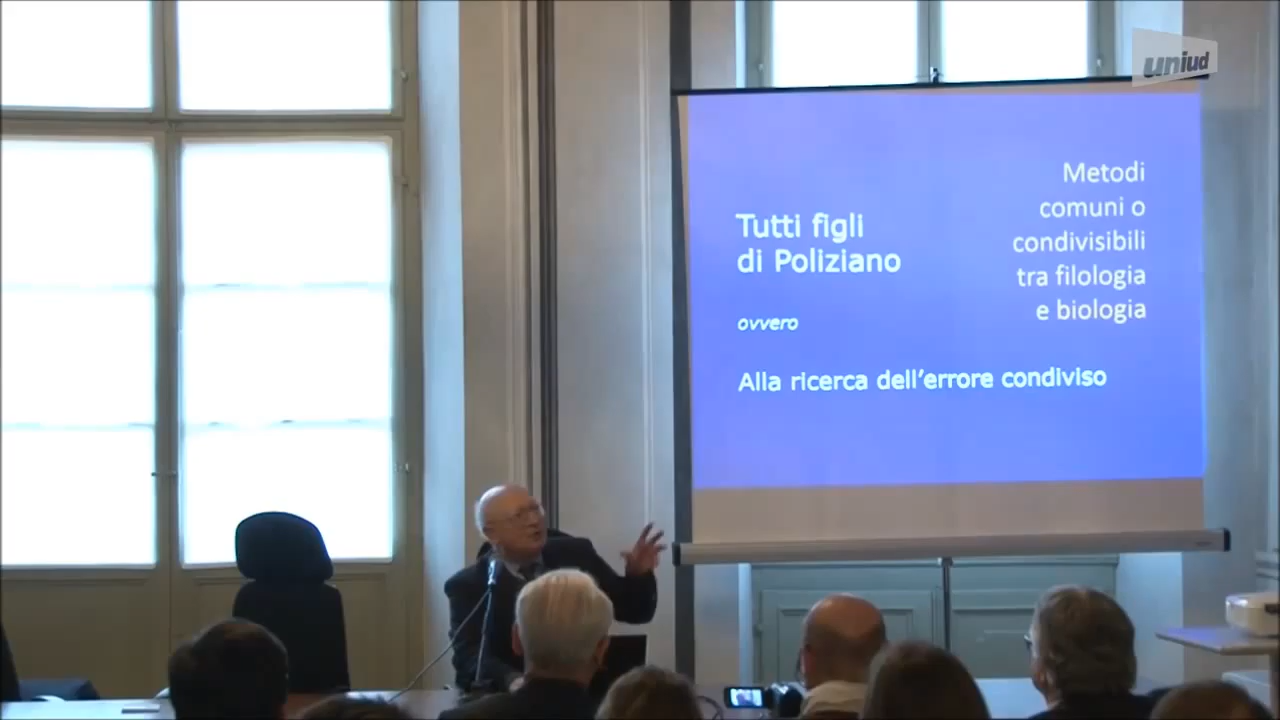 uniud
Tutti figli
di Poliziano
ovvero
Alla ricerca dell'errore condiviso
Metodi
comuni o
condivisibili
tra filologia
e biologia